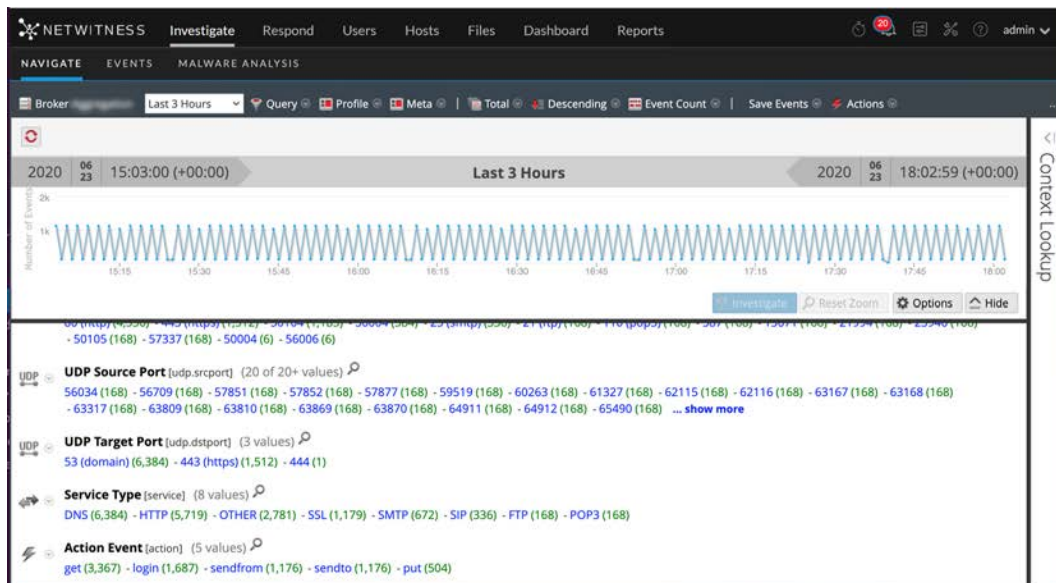 NETWITNESS Investigate Respond Users Hosts Files Dashboard Reports 20 admin
NAVIGATE EVENTS MALWARE ANALYSIS
Broker Last 3 Hours Query Profile Meta | Total Descending Event Count | Save Events Actions
2020 06 23 15:03:00 (+00:00) Last 3 Hours 2020 06 23 18:02:59 (+00:00)
Context Lookup
Number of Events
2k
1k
15:15 15:30 15:45 16:00 16:15 16:30 16:45 17:00 17:15 17:30 17:45 18:00
Investigate Reset Zoom Options Hide
- 50105 (168) - 57337 (168) - 50004 (6) - 56006 (6)
UDP UDP Source Port [udp.srcport] (20 of 20+ values)
56034 (168) - 56709 (168) - 57851 (168) - 57852 (168) - 57877 (168) - 59519 (168) - 60263 (168) - 61327 (168) - 62115 (168) - 62116 (168) - 63167 (168) - 63168 (168)
- 63317 (168) - 63809 (168) - 63810 (168) - 63869 (168) - 63870 (168) - 64911 (168) - 64912 (168) - 65490 (168) ... show more
UDP UDP Target Port [udp.dstport] (3 values)
53 (domain) (6,384) - 443 (https) (1,512) - 444 (1)
Service Type [service] (8 values)
DNS (6,384) - HTTP (5,719) - OTHER (2,781) - SSL (1,179) - SMTP (672) - SIP (336) - FTP (168) - POP3 (168)
Action Event [action] (5 values)
get (3,367) - login (1,687) - sendfrom (1,176) - sendto (1,176) - put (504)